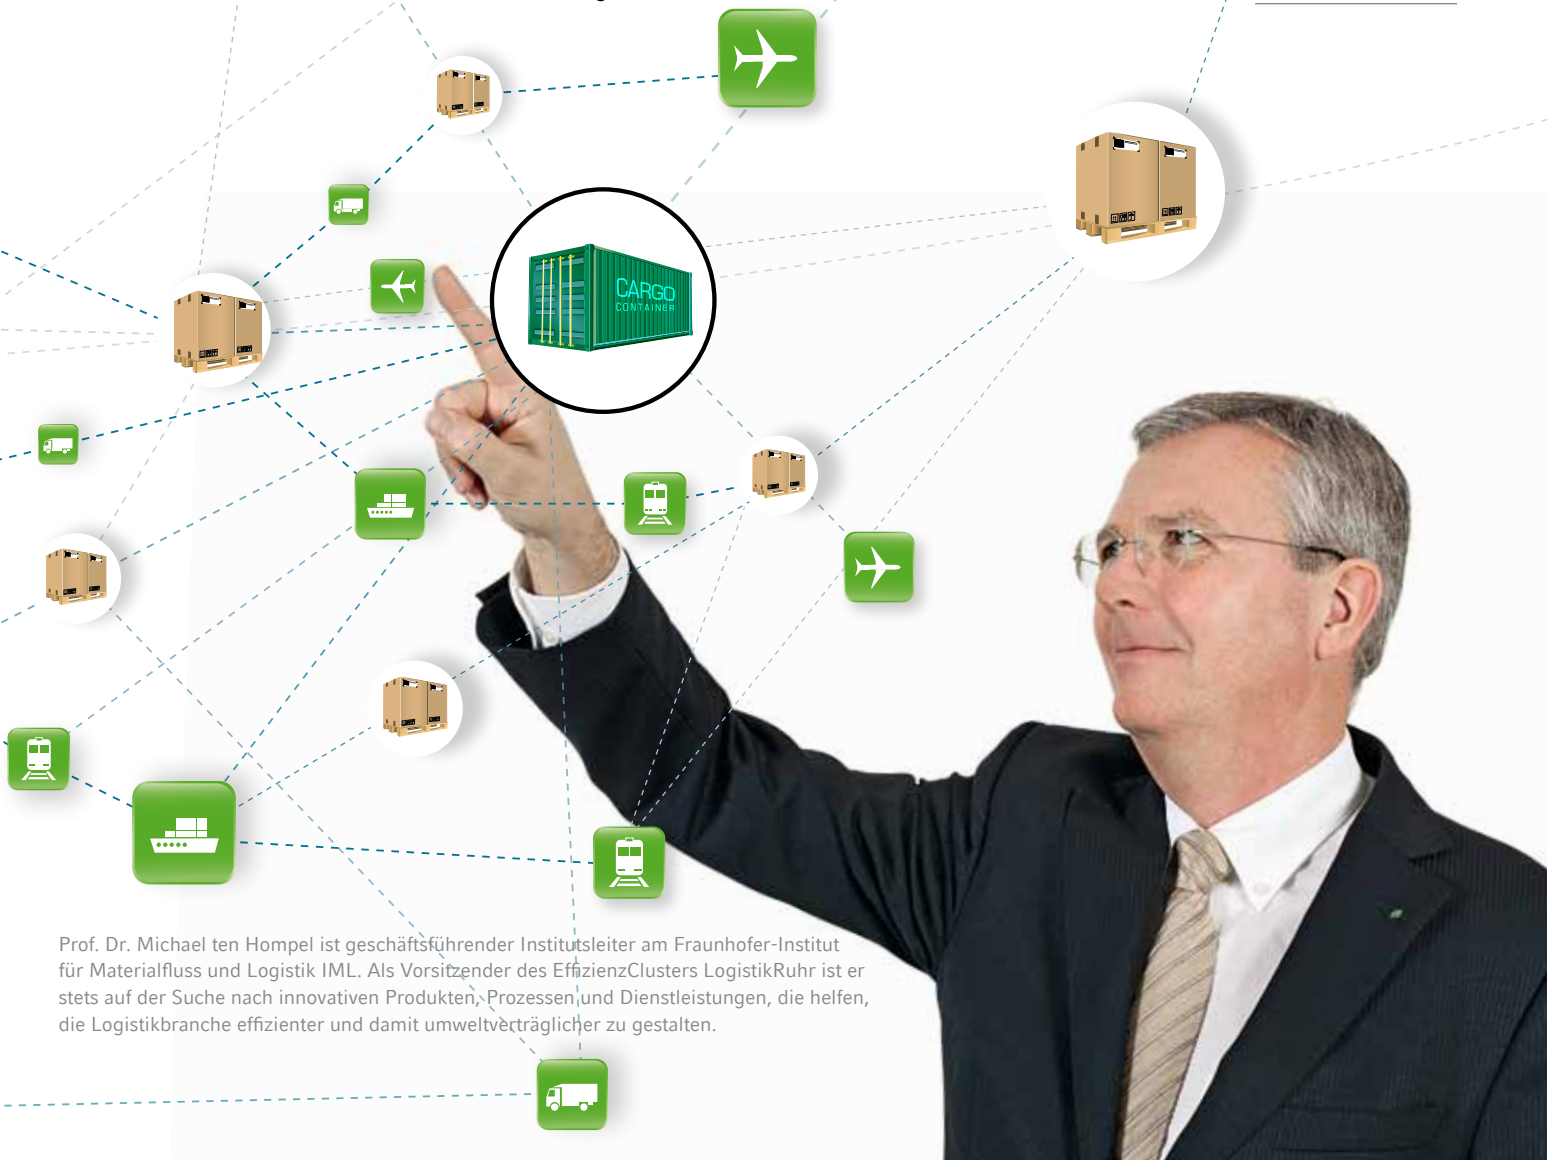 CARGO
CONTAINER
Prof. Dr. Michael ten Hompel ist geschäftsführender Institutsleiter am Fraunhofer-Institut
für Materialfluss und Logistik IML. Als Vorsitzender des EffizienzClusters LogistikRuhr ist er
stets auf der Suche nach innovativen Produkten, Prozessen und Dienstleistungen, die helfen,
die Logistikbranche effizienter und damit umweltverträglicher zu gestalten.